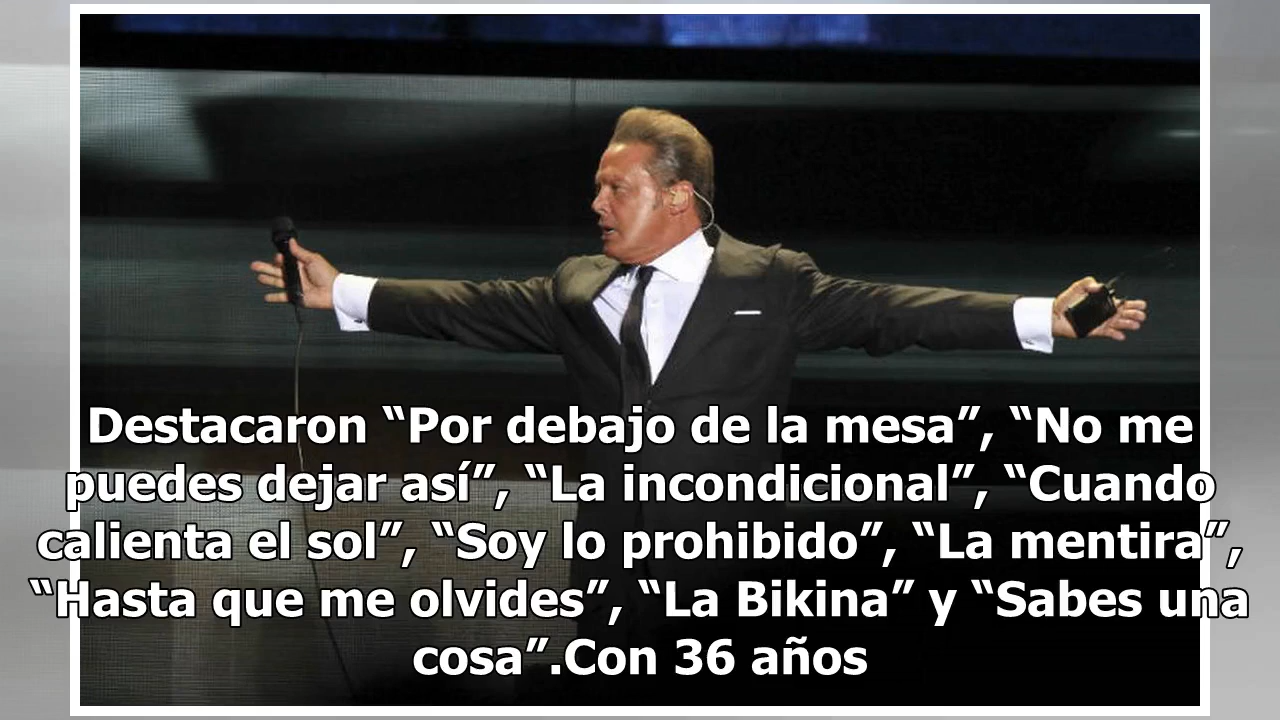 Destacaron “Por debajo de la mesa”, “No me
puedes dejar así”, “La incondicional”, “Cuando
calienta el sol”, “Soy lo prohibido”, “La mentira”,
“Hasta que me olvides”, “La Bikina” y “Sabes una
cosa”.Con 36 años